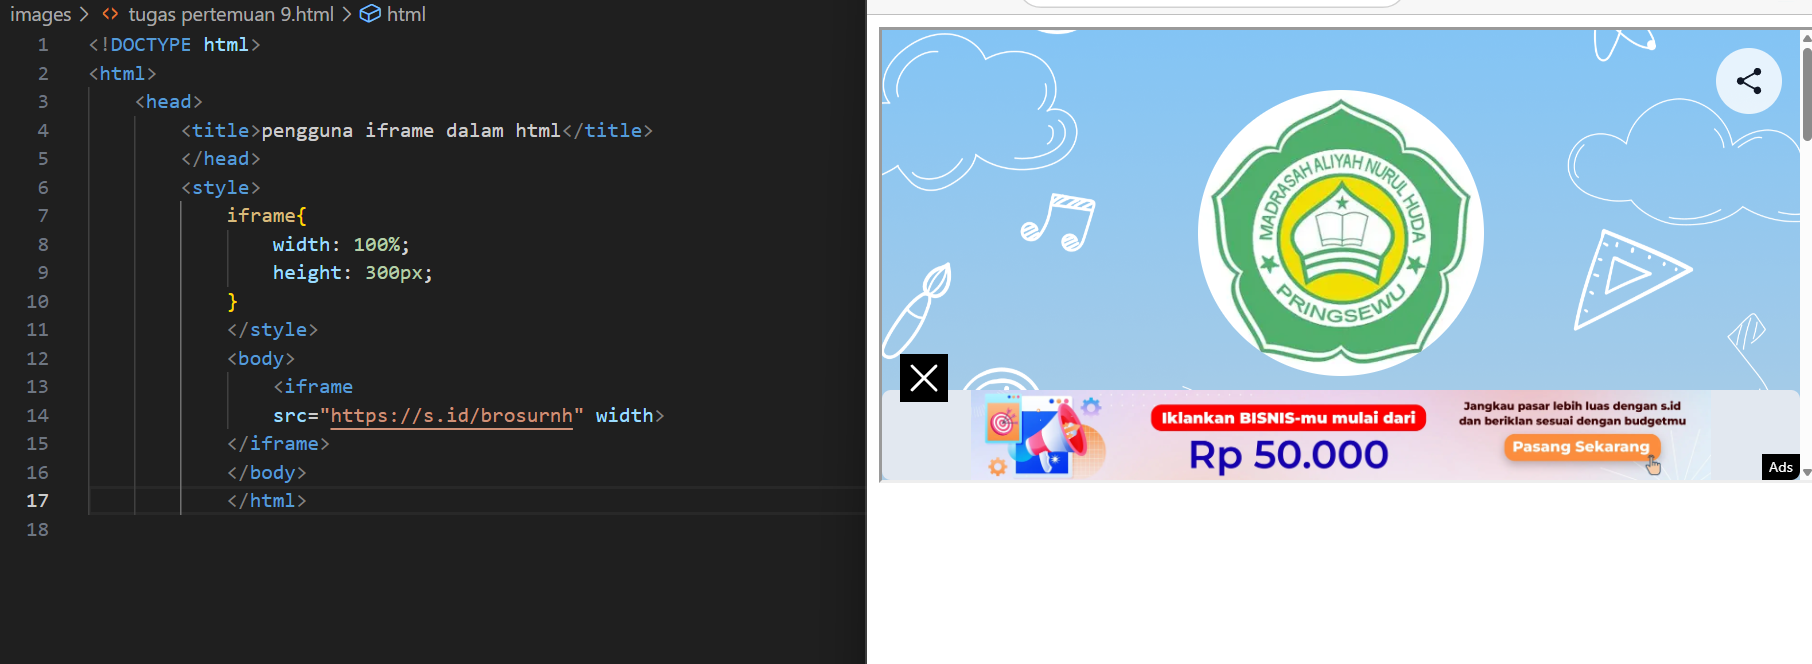 images > <> tugas pertemuan 9.html > html
1 <!DOCTYPE html>
2 <html>
3 <head>
4 <title>pengguna iframe dalam html</title>
5 </head>
6 <style>
7 iframe{
8 width: 100%;
9 height: 300px;
10 }
11 </style>
12 <body>
13 <iframe
14 src="https://s.id/brosurnh" width>
15 </iframe>
16 </body>
17 </html>
18
MADRASAH ALIYAH NURUL HUDA
PRINGSEWU
Iklankan BISNIS-mu mulai dari
Rp 50.000
Jangkau pasar lebih luas dengan s.id
dan beriklan sesuai dengan budgetmu
Pasang Sekarang
Ads